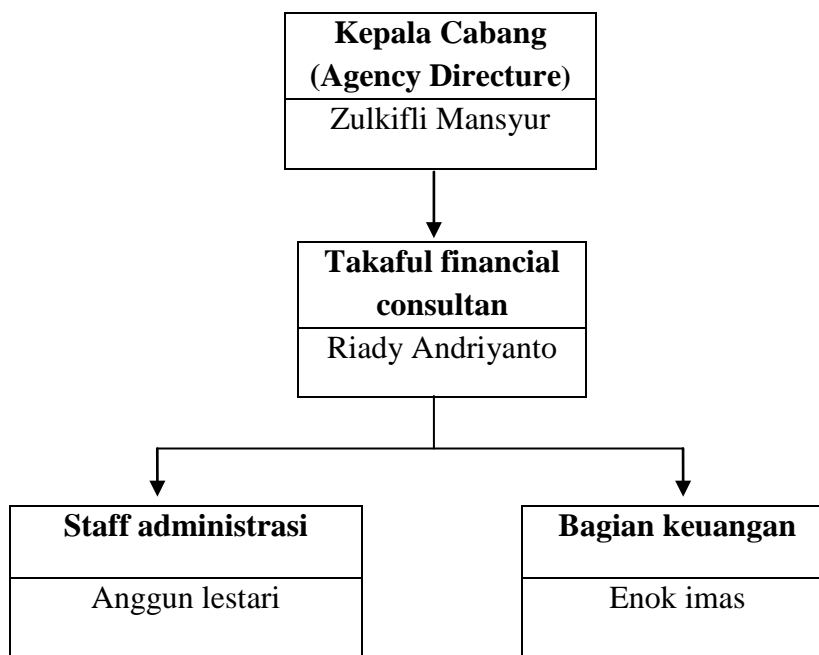 Kepala Cabang
(Agency Directure)
Zulkifli Mansyur
Takaful financial
consultan
Riady Andriyanto
Staff administrasi
Anggun lestari
Bagian keuangan
Enok imas